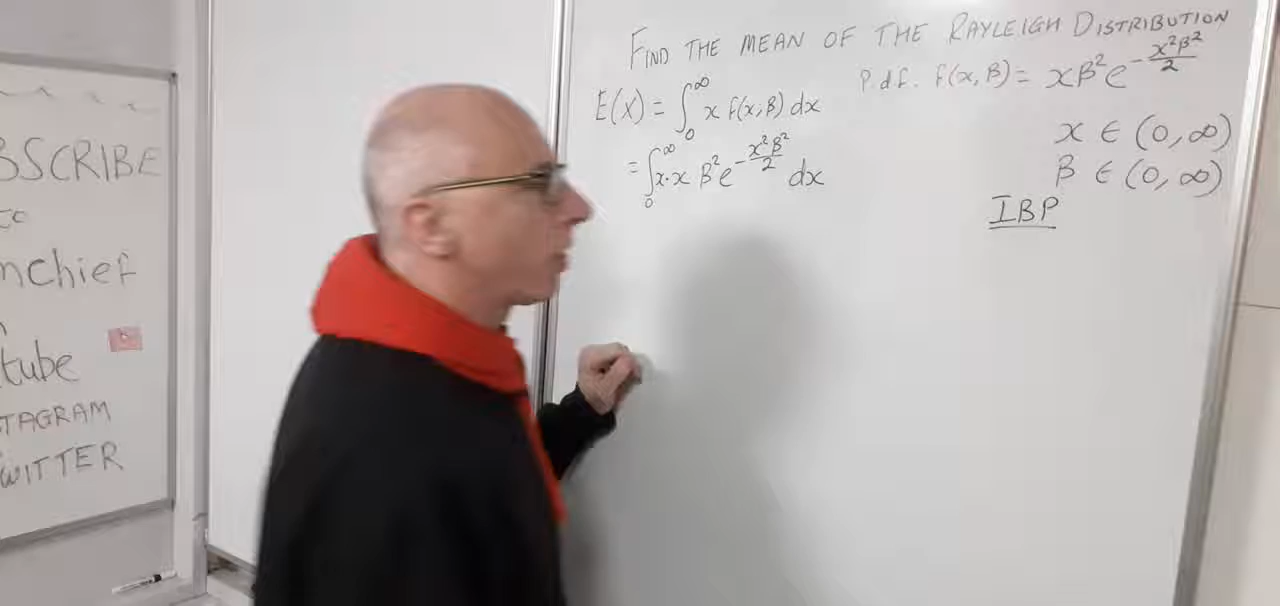 BSCRIBE
nchief
tube
TAGRAM
WITTER
FIND THE MEAN OF THE RAYLEIGH DISTRIBUTION
P.d.f. f(x,β) = xβ²e^{-x²β²/2}
E(X) = ∫₀^∞ x f(x,β) dx
= ∫₀^∞ x·x β²e^{-x²β²/2} dx
x ∈ (0,∞)
β ∈ (0,∞)
IBP